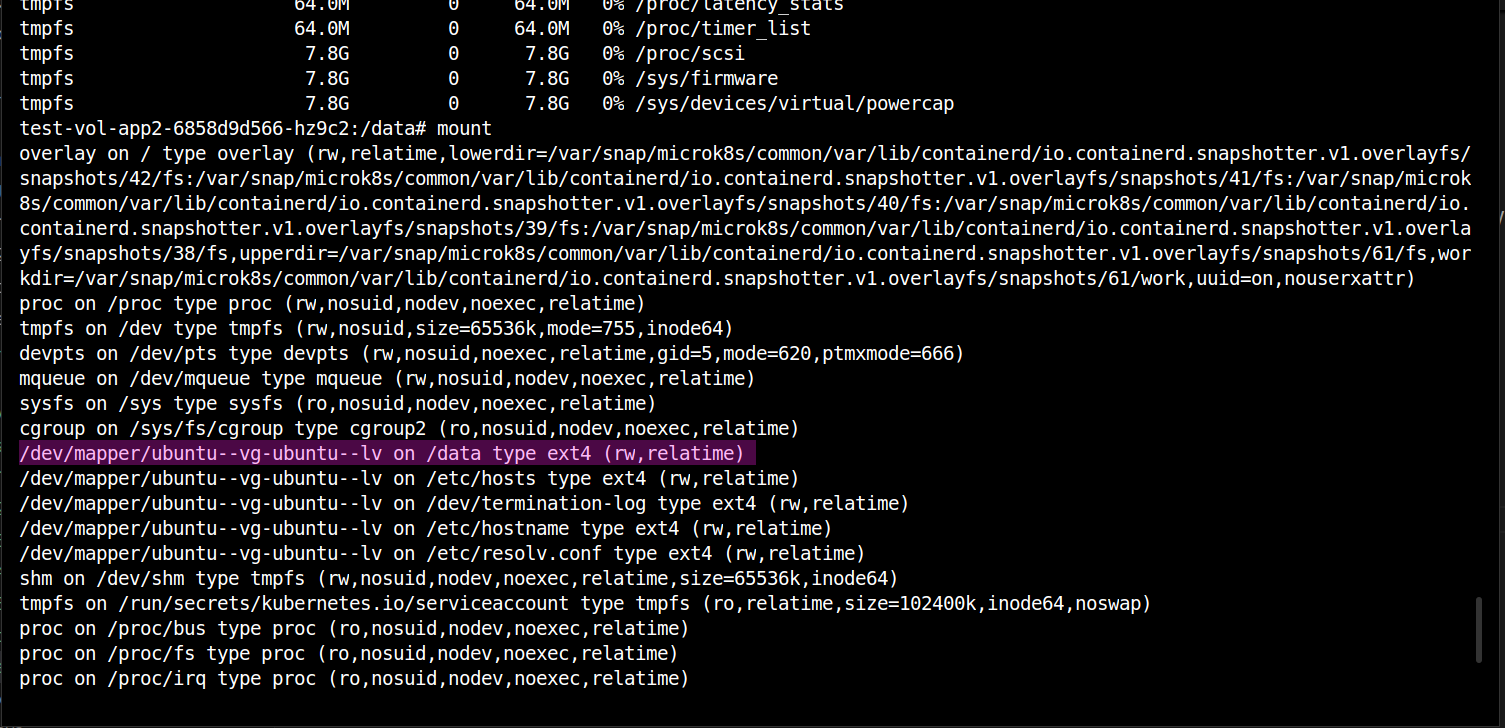 tmpfs 64.0M 0 64.0M 0% /proc/latency_stats
tmpfs 64.0M 0 64.0M 0% /proc/timer_list
tmpfs 7.8G 0 7.8G 0% /proc/scsi
tmpfs 7.8G 0 7.8G 0% /sys/firmware
tmpfs 7.8G 0 7.8G 0% /sys/devices/virtual/powercap
test-vol-app2-6858d9d566-hz9c2:/data# mount
overlay on / type overlay (rw,relatime,lowerdir=/var/snap/microk8s/common/var/lib/containerd/io.containerd.snapshotter.v1.overlayfs/
snapshots/42/fs:/var/snap/microk8s/common/var/lib/containerd/io.containerd.snapshotter.v1.overlayfs/snapshots/41/fs:/var/snap/microk
8s/common/var/lib/containerd/io.containerd.snapshotter.v1.overlayfs/snapshots/40/fs:/var/snap/microk8s/common/var/lib/containerd/io.
containerd.snapshotter.v1.overlayfs/snapshots/39/fs:/var/snap/microk8s/common/var/lib/containerd/io.containerd.snapshotter.v1.overla
yfs/snapshots/38/fs,upperdir=/var/snap/microk8s/common/var/lib/containerd/io.containerd.snapshotter.v1.overlayfs/snapshots/61/fs,wor
kdir=/var/snap/microk8s/common/var/lib/containerd/io.containerd.snapshotter.v1.overlayfs/snapshots/61/work,uuid=on,nouserxattr)
proc on /proc type proc (rw,nosuid,nodev,noexec,relatime)
tmpfs on /dev type tmpfs (rw,nosuid,size=65536k,mode=755,inode64)
devpts on /dev/pts type devpts (rw,nosuid,noexec,relatime,gid=5,mode=620,ptmxmode=666)
mqueue on /dev/mqueue type mqueue (rw,nosuid,nodev,noexec,relatime)
sysfs on /sys type sysfs (ro,nosuid,nodev,noexec,relatime)
cgroup on /sys/fs/cgroup type cgroup2 (ro,nosuid,nodev,noexec,relatime)
/dev/mapper/ubuntu--vg-ubuntu--lv on /data type ext4 (rw,relatime)
/dev/mapper/ubuntu--vg-ubuntu--lv on /etc/hosts type ext4 (rw,relatime)
/dev/mapper/ubuntu--vg-ubuntu--lv on /dev/termination-log type ext4 (rw,relatime)
/dev/mapper/ubuntu--vg-ubuntu--lv on /etc/hostname type ext4 (rw,relatime)
/dev/mapper/ubuntu--vg-ubuntu--lv on /etc/resolv.conf type ext4 (rw,relatime)
shm on /dev/shm type tmpfs (rw,nosuid,nodev,noexec,relatime,size=65536k,inode64)
tmpfs on /run/secrets/kubernetes.io/serviceaccount type tmpfs (ro,relatime,size=102400k,inode64,noswap)
proc on /proc/bus type proc (ro,nosuid,nodev,noexec,relatime)
proc on /proc/fs type proc (ro,nosuid,nodev,noexec,relatime)
proc on /proc/irq type proc (ro,nosuid,nodev,noexec,relatime)